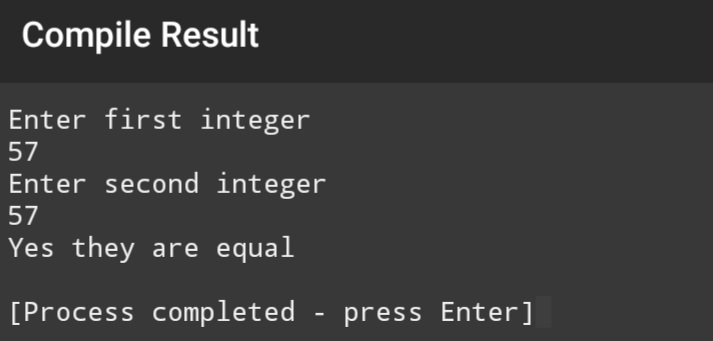 Compile Result
Enter first integer
57
Enter second integer
57
Yes they are equal
[Process completed - press Enter]